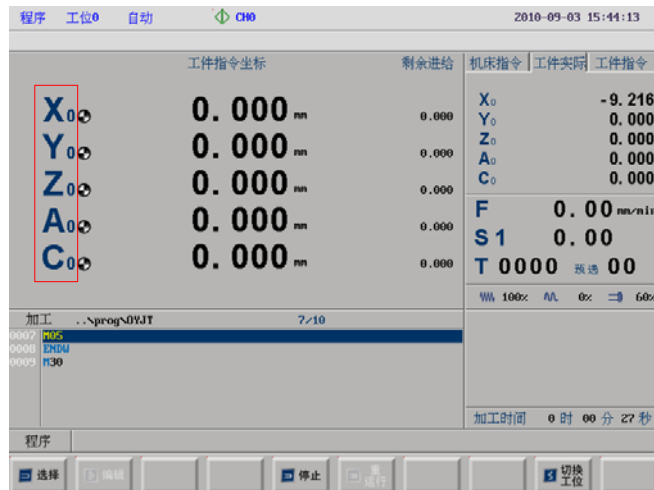 程序 工位0 自动 CH0 2010-09-03 15:44:13
工件指令坐标 剩余进给 机床指令 工件实际 工件指令
X0 0.000 mm 0.000
Y0 0.000 mm 0.000
Z0 0.000 mm 0.000
A0 0.000 mm 0.000
C0 0.000 mm 0.000
X0 -9.216
Y0 0.000
Z0 0.000
A0 0.000
C0 0.000
F 0.00 mm/min
S1 0.00
T 0000 预选 00
100% 0% 60%
加工 ..\prog\OYJT 7/10
0007 M05
0008 ENDW
0009 M30
加工时间 0 时 00 分 27 秒
程序
选择 编辑 停止 重运行 切换工位